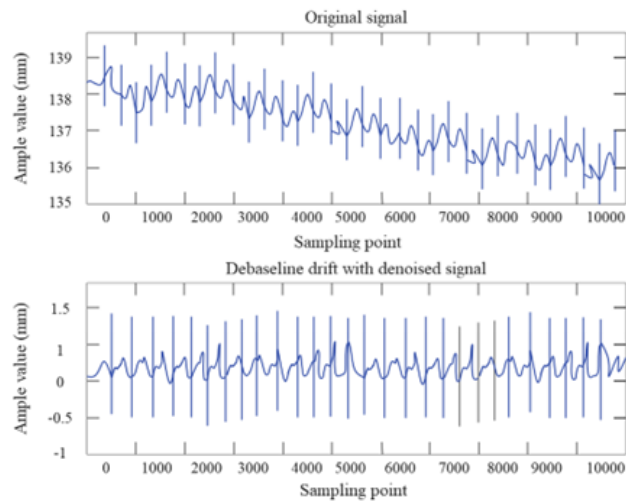 Original signal
139
138
137
136
135
Ample value (mm)
0 1000 2000 3000 4000 5000 6000 7000 8000 9000 10000
Sampling point
Debaseline drift with denoised signal
1.5
1
0
-0.5
-1
Ample value (mm)
0 1000 2000 3000 4000 5000 6000 7000 8000 9000 10000
Sampling point